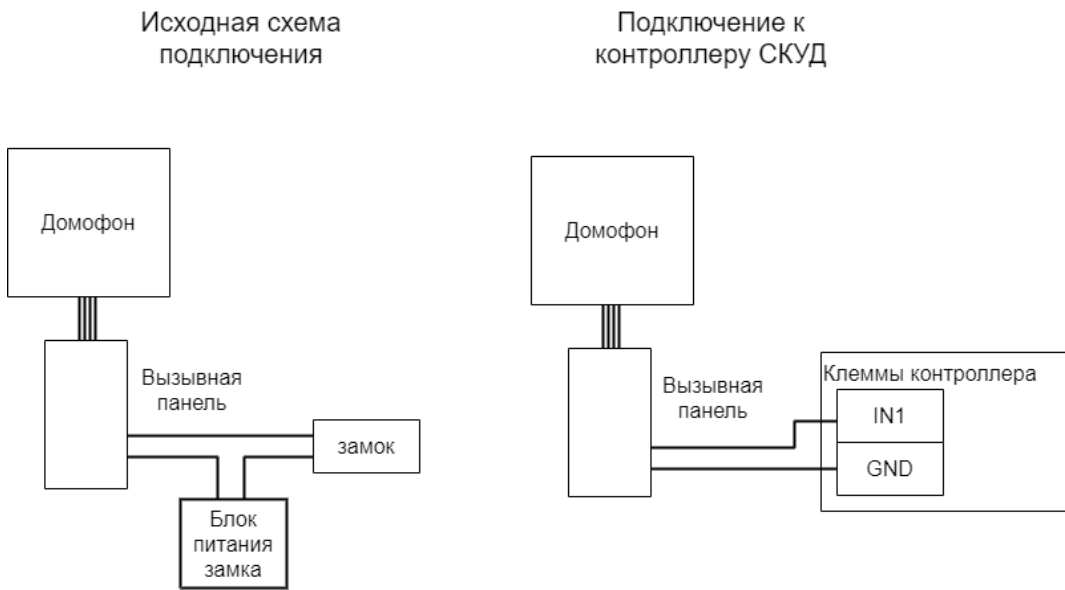 Исходная схема
подключения
Домофон
Вызывная
панель
замок
Блок
питания
замка
Подключение к
контроллеру СКУД
Домофон
Вызывная
панель
Клеммы контроллера
IN1
GND